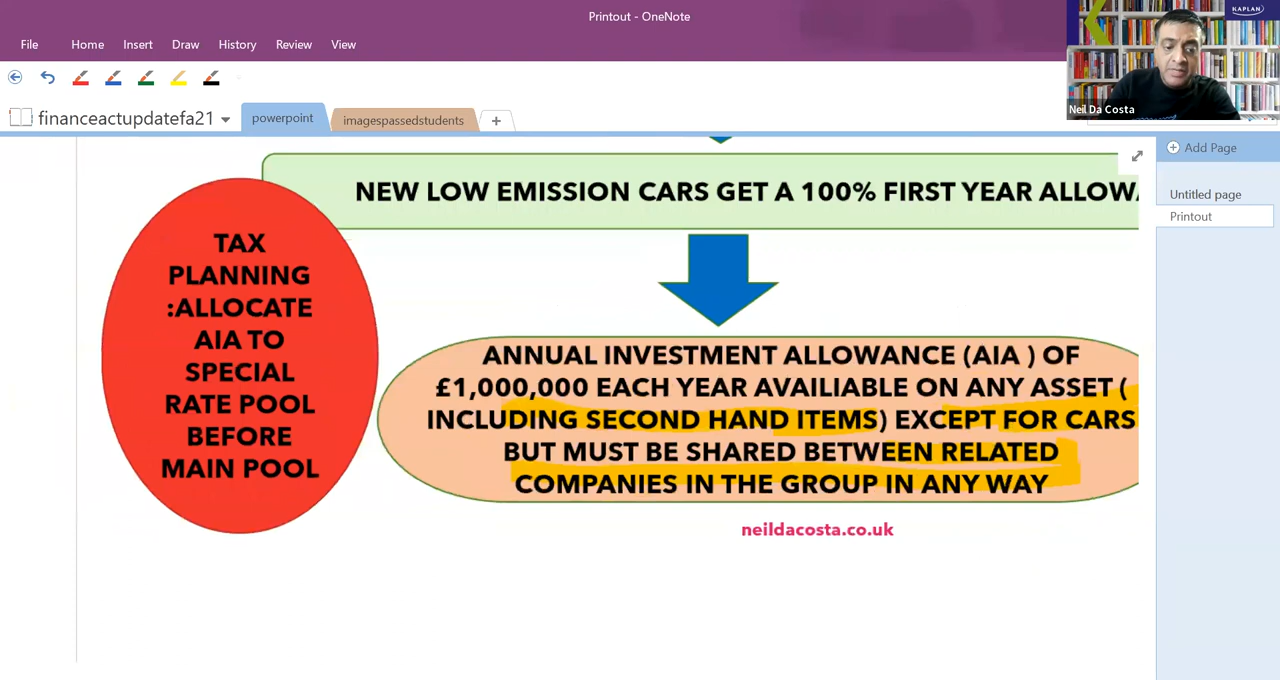 Printout - OneNote
KAPLAN
File Home Insert Draw History Review View
Neil Da Costa
financeactupdatefa21
powerpoint
imagespassedstudents
Add Page
Untitled page
Printout
NEW LOW EMISSION CARS GET A 100% FIRST YEAR ALLOWA
TAX
PLANNING
:ALLOCATE
AIA TO
SPECIAL
RATE POOL
BEFORE
MAIN POOL
ANNUAL INVESTMENT ALLOWANCE (AIA ) OF
£1,000,000 EACH YEAR AVAILIABLE ON ANY ASSET (
INCLUDING SECOND HAND ITEMS) EXCEPT FOR CARS
BUT MUST BE SHARED BETWEEN RELATED
COMPANIES IN THE GROUP IN ANY WAY
neildacosta.co.uk